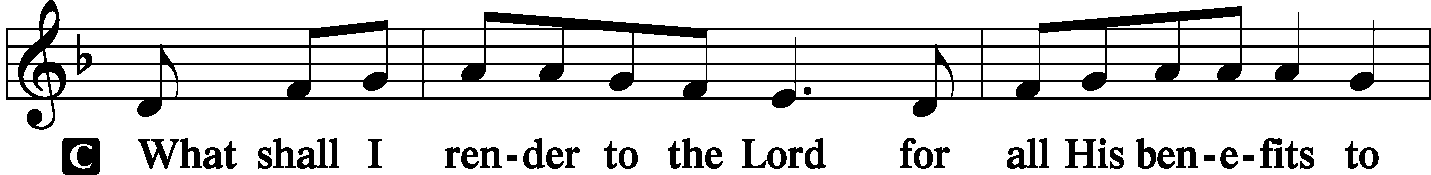 C What shall I ren-der to the Lord for all His ben-e-fits to